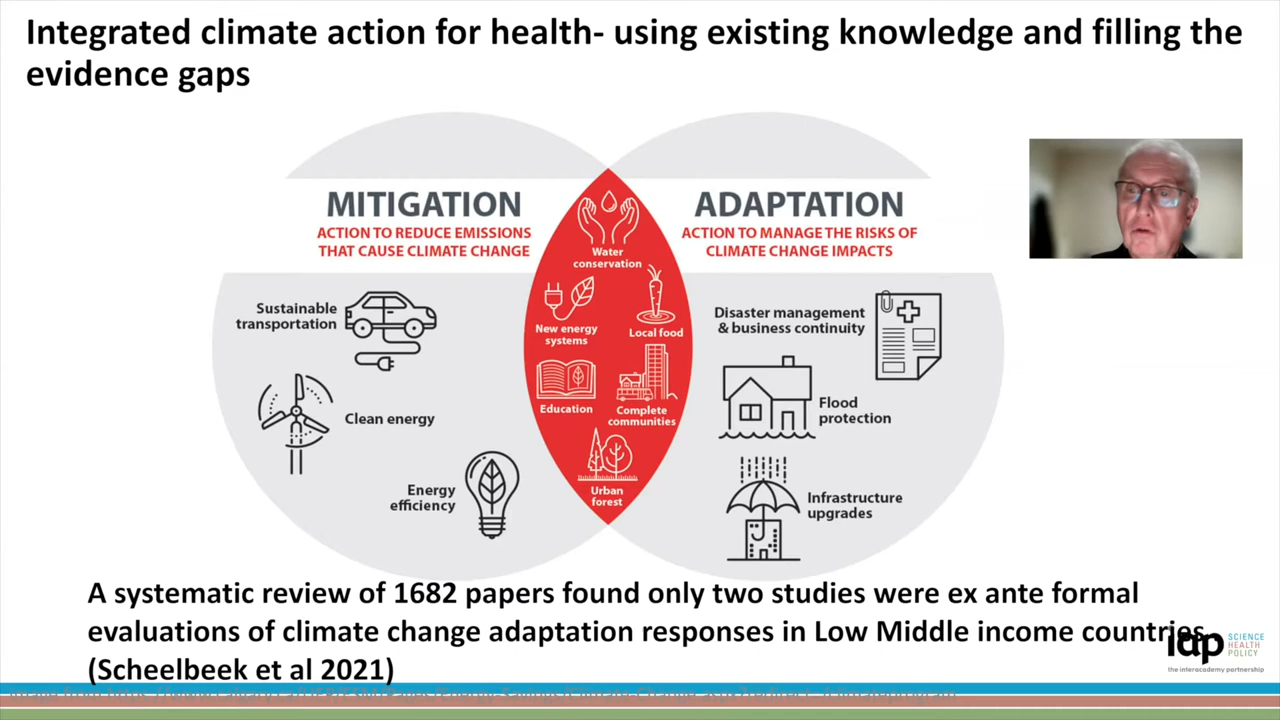 Integrated climate action for health- using existing knowledge and filling the
evidence gaps
MITIGATION
ACTION TO REDUCE EMISSIONS
THAT CAUSE CLIMATE CHANGE
Sustainable
transportation
Clean energy
Energy
efficiency
Water
conservation
New energy
systems
Local food
Education
Complete
communities
Urban
forest
ADAPTATION
ACTION TO MANAGE THE RISKS OF
CLIMATE CHANGE IMPACTS
Disaster management
& business continuity
Flood
protection
Infrastructure
upgrades
A systematic review of 1682 papers found only two studies were ex ante formal
evaluations of climate change adaptation responses in Low Middle income countries
(Scheelbeek et al 2021)
iap SCIENCE
HEALTH
POLICY
the interacademy partnership